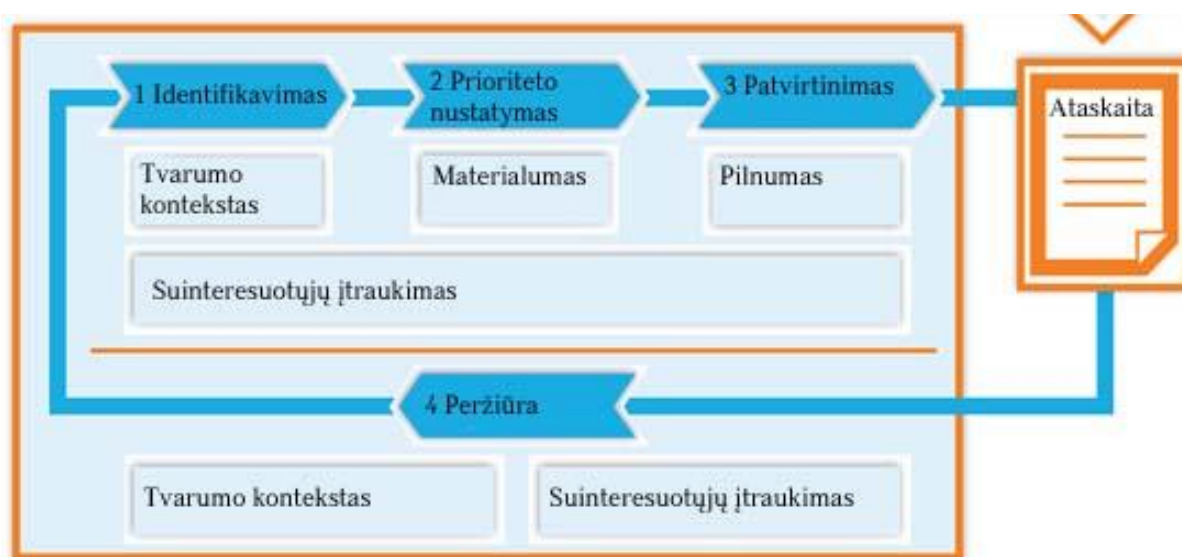 1 Identifikavimas
2 Prioriteto
nustatymas
3 Patvirtinimas
Ataskaita
Tvarumo
kontekstas
Materialumas
Pilnumas
Suinteresuotųjų įtraukimas
4 Peržiūra
Tvarumo kontekstas
Suinteresuotųjų įtraukimas